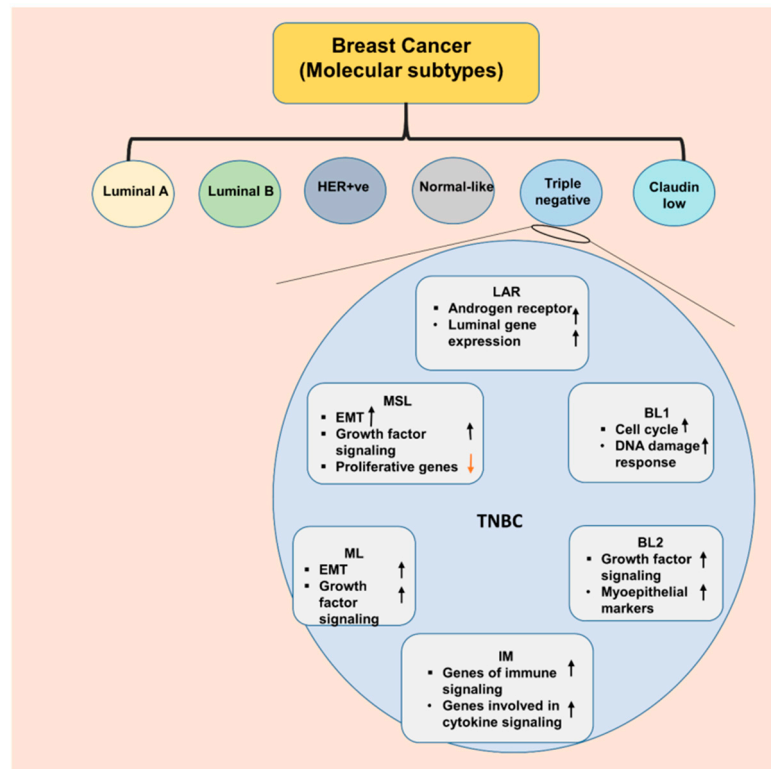 Breast Cancer
(Molecular subtypes)
Luminal A
Luminal B
HER+ve
Normal-like
Triple
negative
Claudin
low
LAR
▪ Androgen receptor ↑
• Luminal gene
expression ↑
MSL
▪ EMT ↑
▪ Growth factor
signaling ↑
▪ Proliferative genes ↓
BL1
▪ Cell cycle ↑
• DNA damage ↑
response
TNBC
ML
▪ EMT ↑
▪ Growth ↑
factor
signaling
BL2
▪ Growth factor ↑
signaling
• Myoepithelial ↑
markers
IM
▪ Genes of immune ↑
signaling
• Genes involved in
cytokine signaling ↑